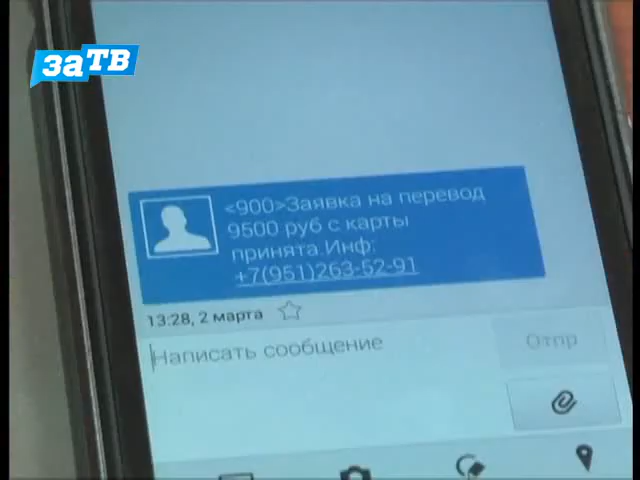 заТВ
<900>Заявка на перевод
9500 руб с карты
принята.Инф:
+7(951)263-52-91
13:28, 2 марта
Написать сообщение
Отпр